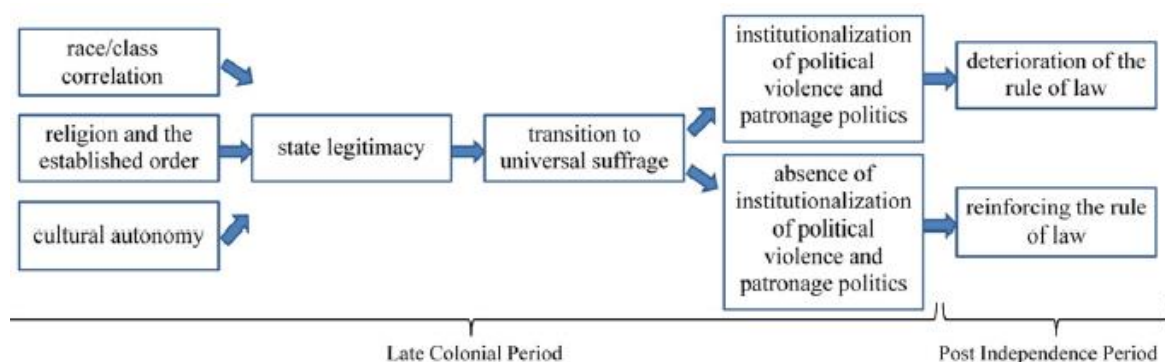 race/class
correlation
religion and the
established order
cultural autonomy
state legitimacy
transition to
universal suffrage
institutionalization
of political
violence and
patronage politics
absence of
institutionalization
of political
violence and
patronage politics
deterioration of the
rule of law
reinforcing the rule
of law
Late Colonial Period
Post Independence Period